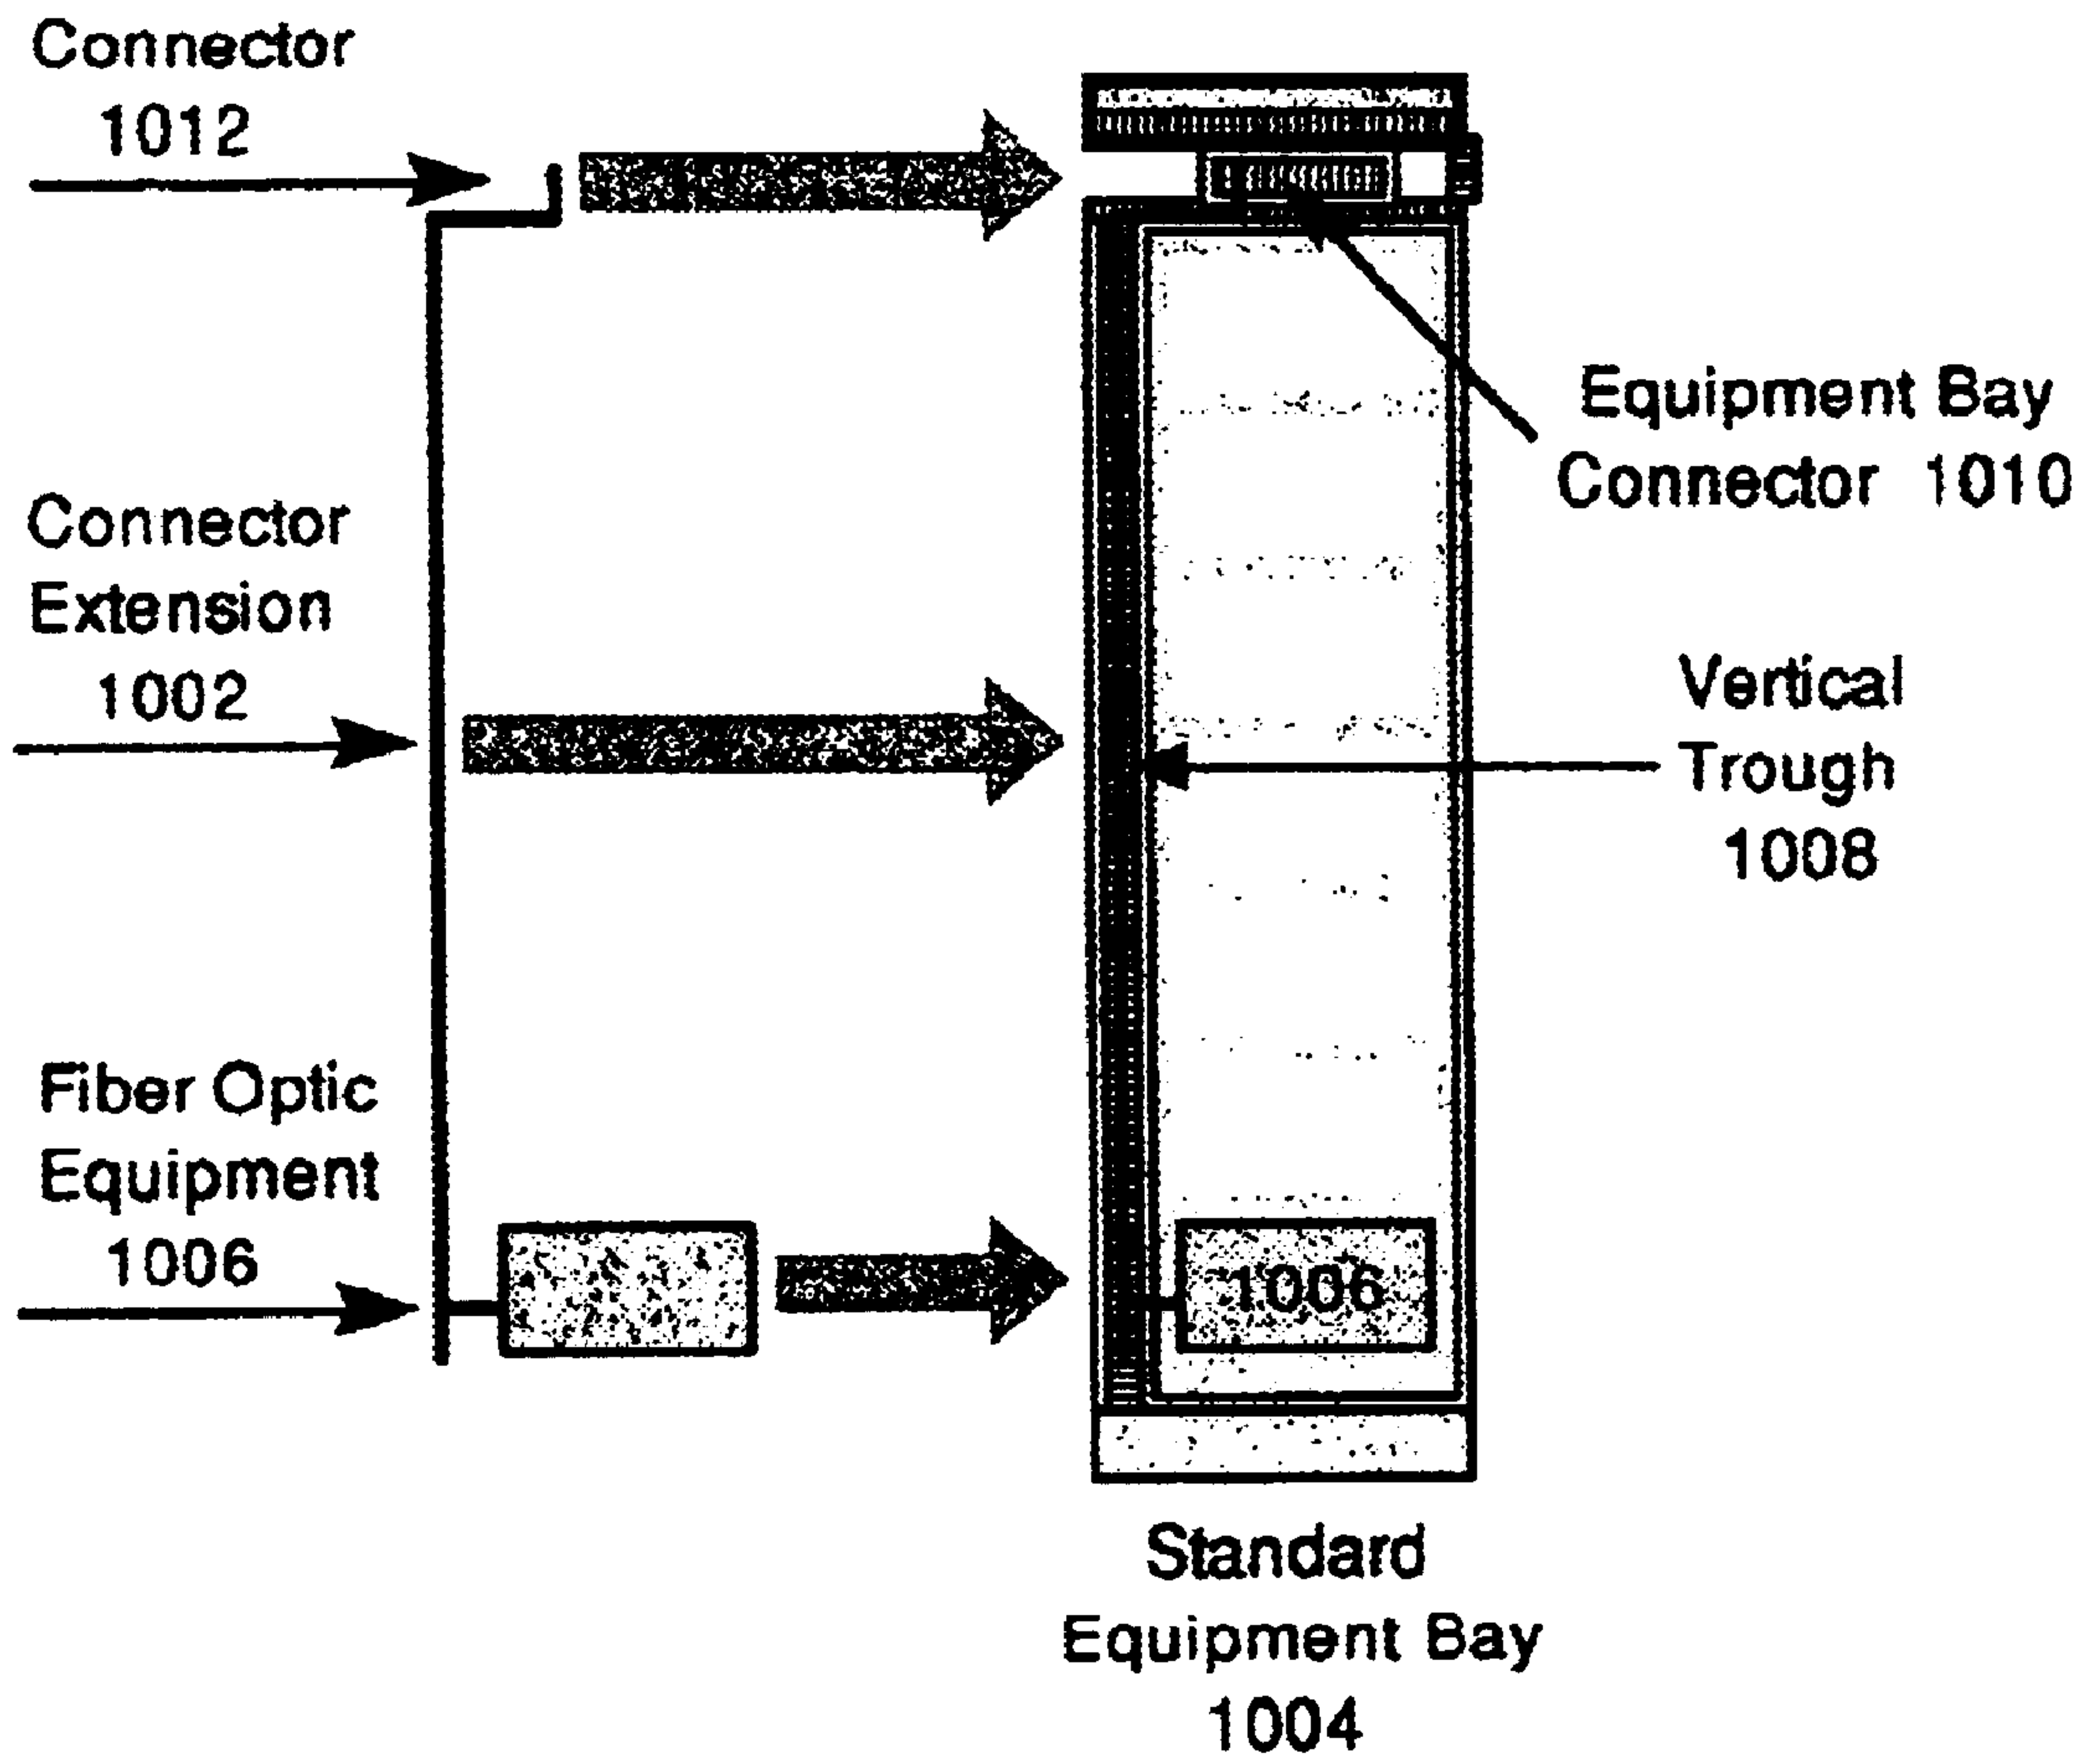 Connector
1012
Equipment Bay
Connector 1010
Connector
Extension
1002
Vertical
Trough
1008
Fiber Optic
Equipment
1006
1006
Standard
Equipment Bay
1004